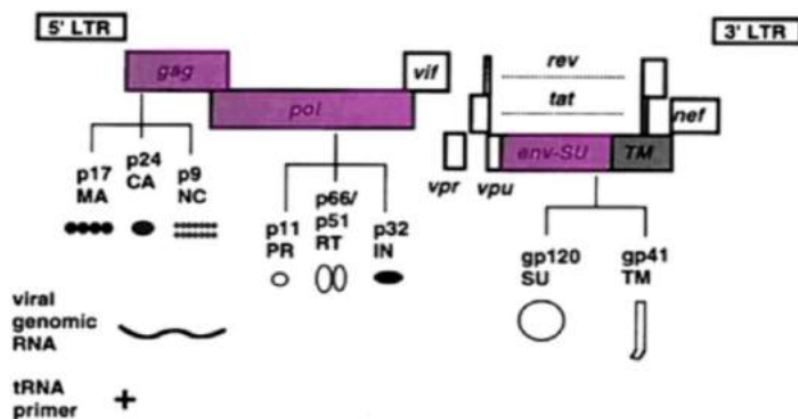 5' LTR
3' LTR
gag
vif
rev
pol
tat
nef
env-SU TM
vpr vpu
p17
MA
p24
CA
p9
NC
p11
PR
p66/
p51
RT
p32
IN
gp120
SU
gp41
TM
viral
genomic
RNA
tRNA
primer
+